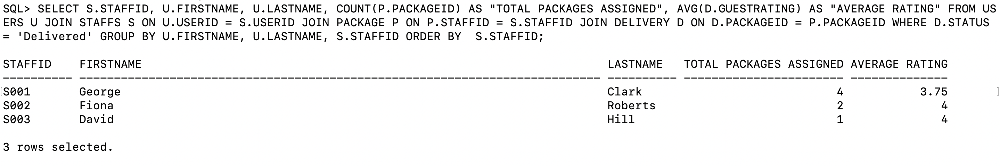 SQL> SELECT S.STAFFID, U.FIRSTNAME, U.LASTNAME, COUNT(P.PACKAGEID) AS "TOTAL PACKAGES ASSIGNED", AVG(D.GUESTRATING) AS "AVERAGE RATING" FROM US
ERS U JOIN STAFFS S ON U.USERID = S.USERID JOIN PACKAGE P ON P.STAFFID = S.STAFFID JOIN DELIVERY D ON D.PACKAGEID = P.PACKAGEID WHERE D.STATUS
= 'Delivered' GROUP BY U.FIRSTNAME, U.LASTNAME, S.STAFFID ORDER BY  S.STAFFID;
STAFFID    FIRSTNAME                                                                   LASTNAME   TOTAL PACKAGES ASSIGNED AVERAGE RATING
---------- --------------------------------------------------------------------------- ---------- ----------------------- --------------
[S001       George                                                                      Clark                            4           3.75 ]
S002       Fiona                                                                       Roberts                          2              4
S003       David                                                                       Hill                             1              4
3 rows selected.